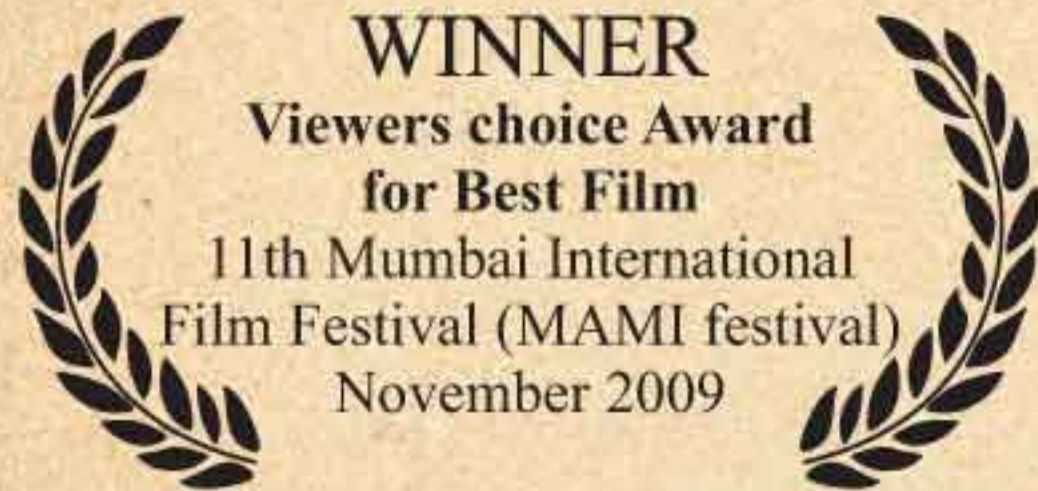 WINNER
Viewers choice Award
for Best Film
11th Mumbai International
Film Festival (MAMI festival)
November 2009